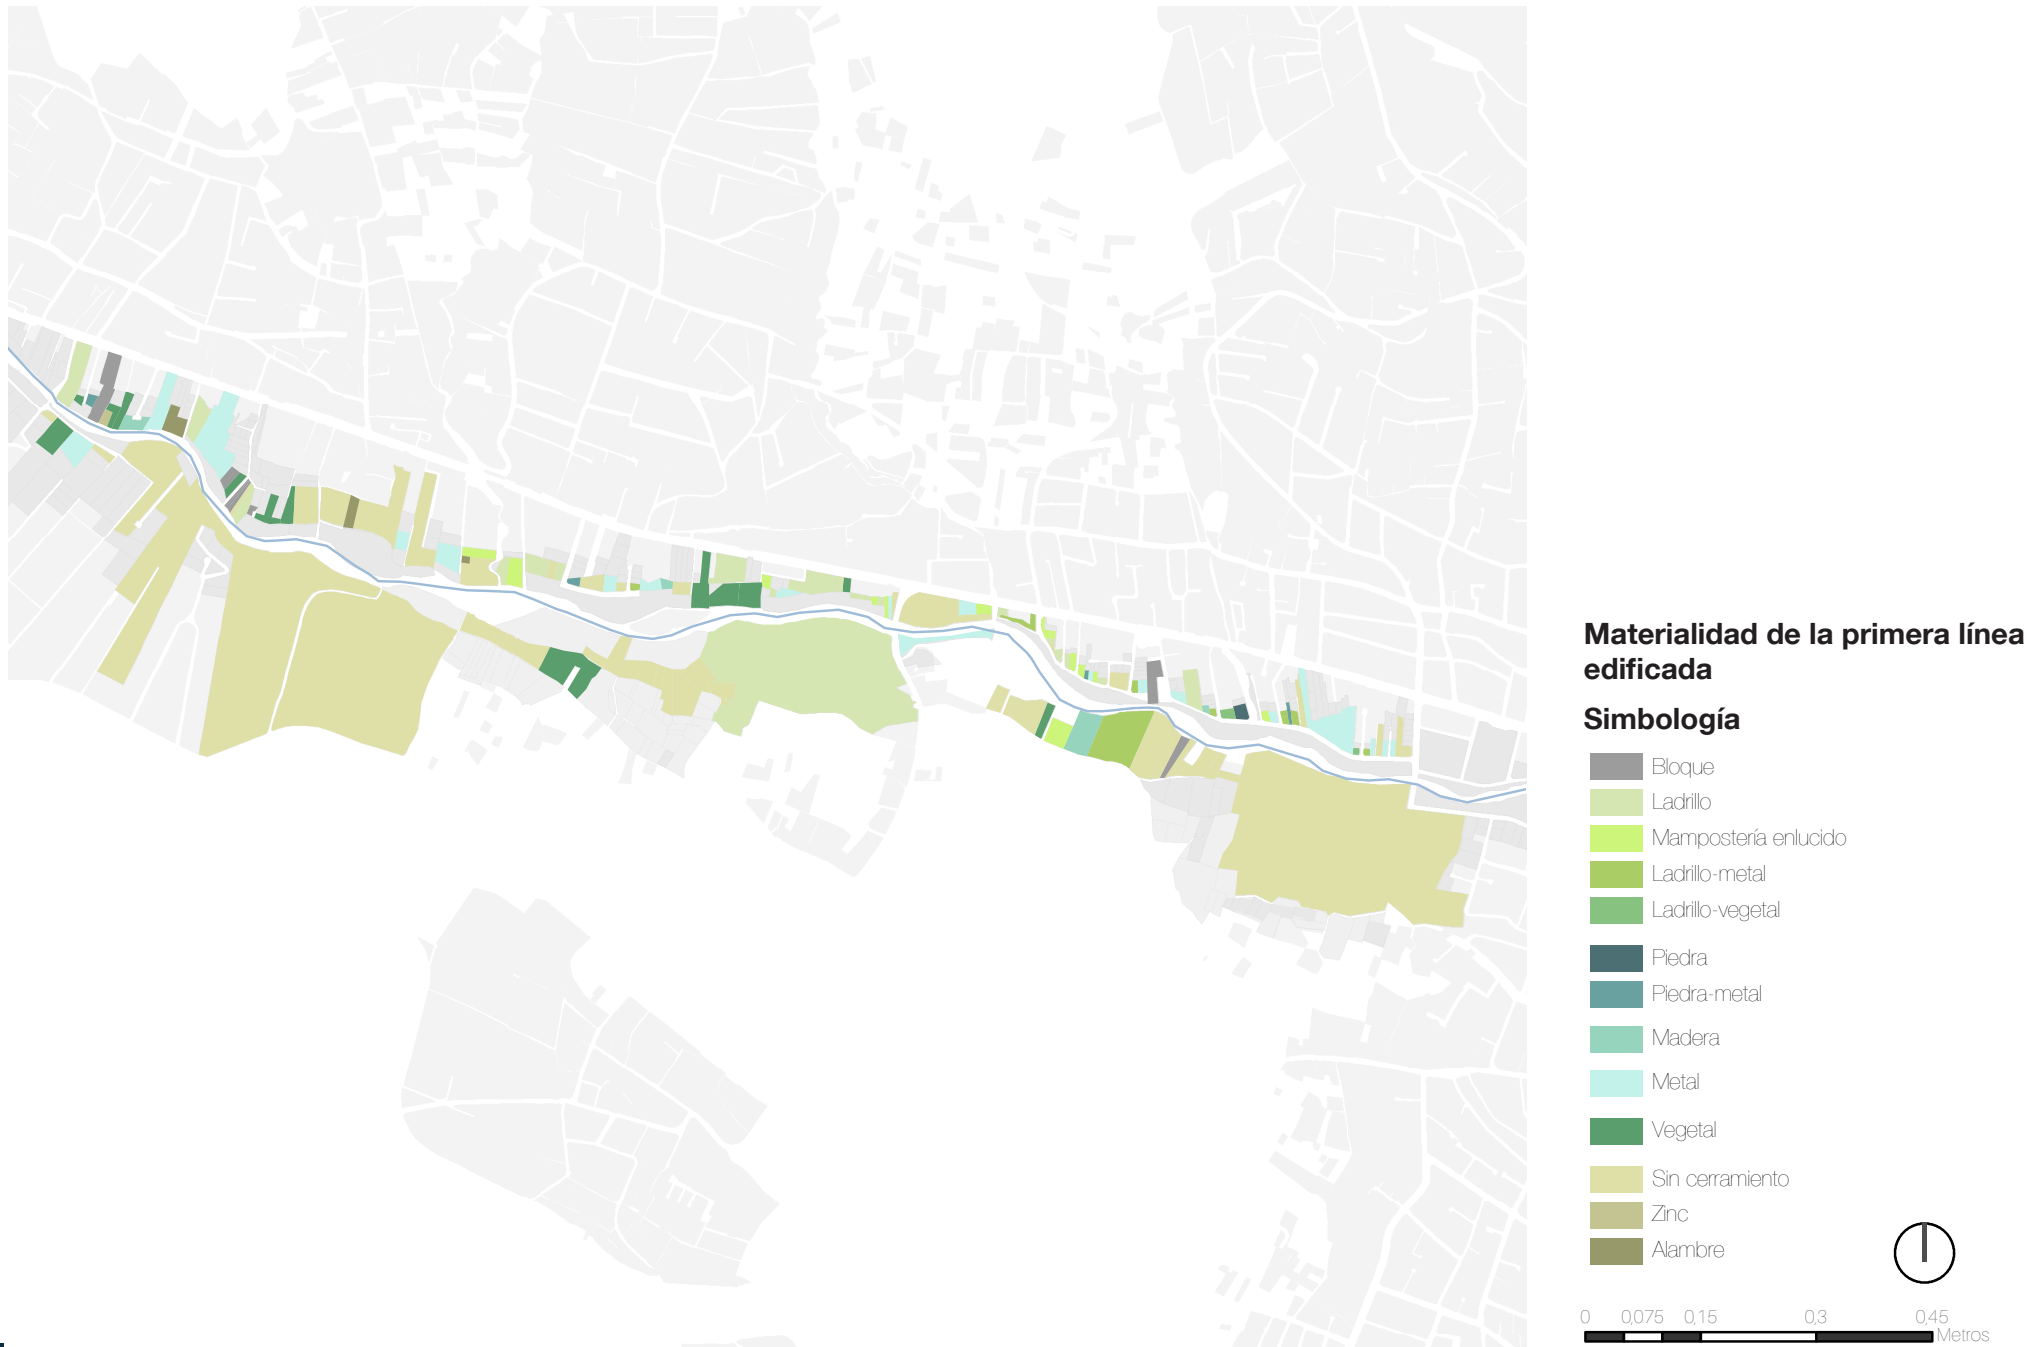 Materialidad de la primera línea
edificada
Simbología
Bloque
Ladrillo
Mampostería enlucido
Ladrillo-metal
Ladrillo-vegetal
Piedra
Piedra-metal
Madera
Metal
Vegetal
Sin cerramiento
Zinc
Alambre
0 0,075 0,15 0,3 0,45
Metros